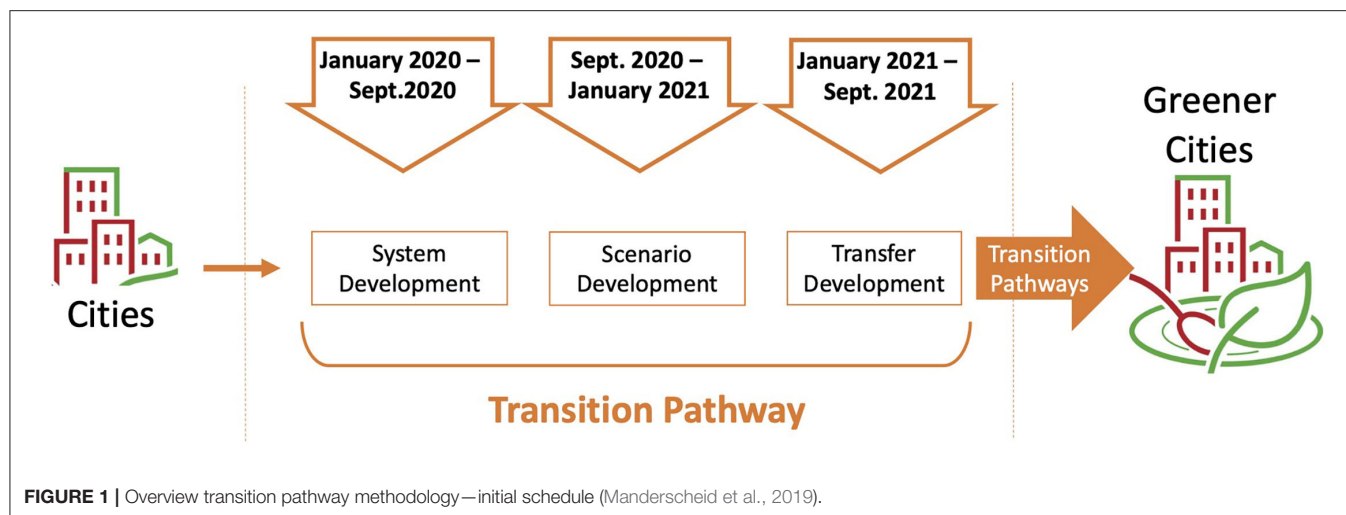 January 2020 –
Sept.2020
Sept. 2020 –
January 2021
January 2021 –
Sept. 2021
Greener
Cities
Cities
System
Development
Scenario
Development
Transfer
Development
Transition
Pathways
Transition Pathway
FIGURE 1 | Overview transition pathway methodology—initial schedule (Manderscheid et al., 2019).